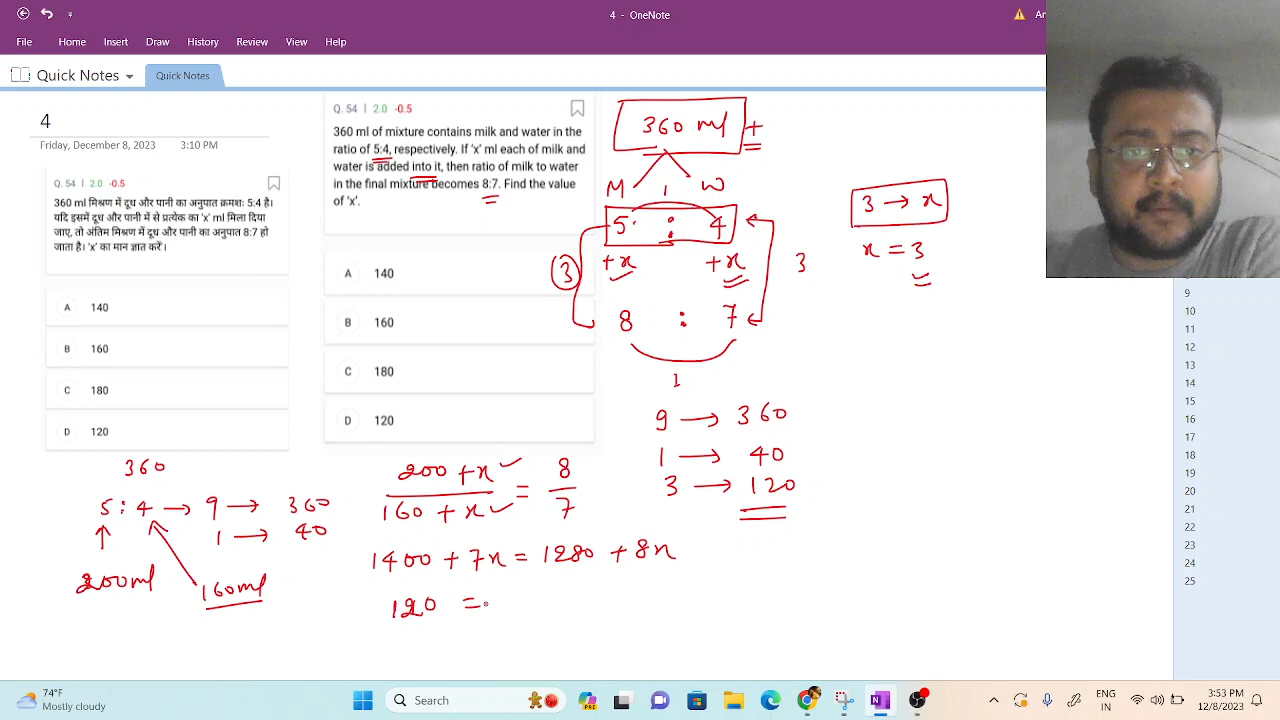 4 - OneNote
An
File Home Insert Draw History Review View Help
Quick Notes
Quick Notes
4
Friday, December 8, 2023 3:10 PM
Q. 54 | 2.0 -0.5
360 ml मिश्रण में दूध और पानी का अनुपात क्रमशः 5:4 है।
यदि इसमें दूध और पानी में से प्रत्येक का 'x' ml मिला दिया
जाए, तो अंतिम मिश्रण में दूध और पानी का अनुपात 8:7 हो
जाता है। 'x' का मान ज्ञात करें।
A 140
B 160
C 180
D 120
Q. 54 | 2.0 -0.5
360 ml of mixture contains milk and water in the
ratio of 5:4, respectively. If 'x' ml each of milk and
water is added into it, then ratio of milk to water
in the final mixture becomes 8:7. Find the value
of 'x'.
A 140
B 160
C 180
D 120
360 ml +
M : W
5 : 4
+x +x
3
3
8 : 7
1
3 → x
x = 3
9 → 360
1 → 40
3 → 120
360
5 : 4 → 9 → 360
1 → 40
200ml
160ml
200 + x = 8
160 + x 7
1400 + 7x = 1280 + 8x
120 =
9
10
11
12
13
14
15
16
17
18
19
20
21
22
23
24
25
74°F
Mostly cloudy
Search
ENG
IN
3:53 PM
12/8/2023